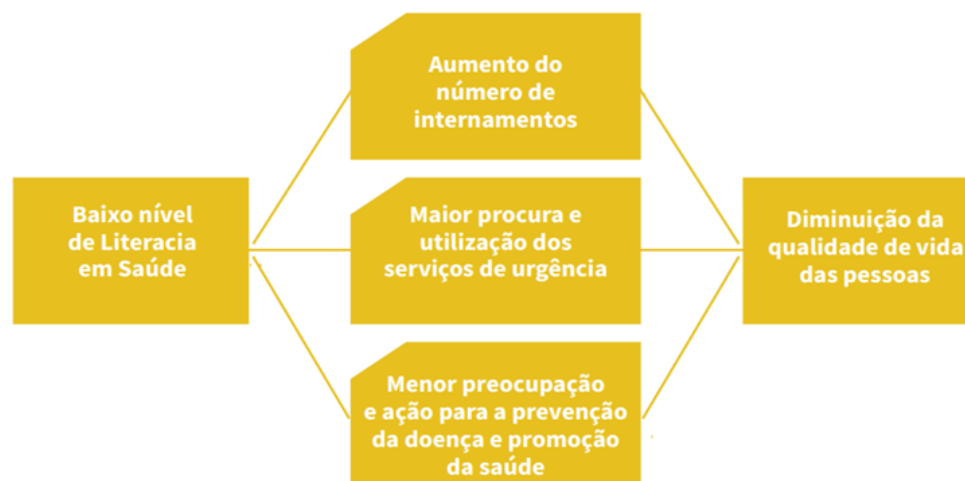 Aumento do
número de
internamentos
Baixo nível
de Literacia
em Saúde
Maior procura e
utilização dos
serviços de urgência
Diminuição da
qualidade de vida
das pessoas
Menor preocupação
e ação para a prevenção
da doença e promoção
da saúde